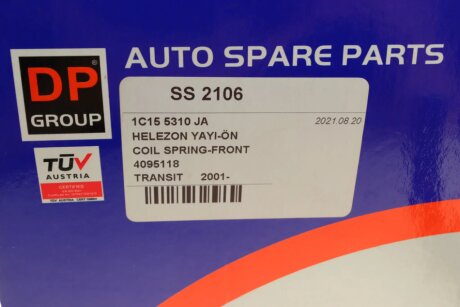 DP®
GROUP
AUTO SPARE PARTS
SS 2106
1C15 5310 JA 2021.08.20
HELEZON YAYI-ÖN
COIL SPRING-FRONT
4095118
TRANSIT 2001-
TÜV
AUSTRIA
CERTIFIED